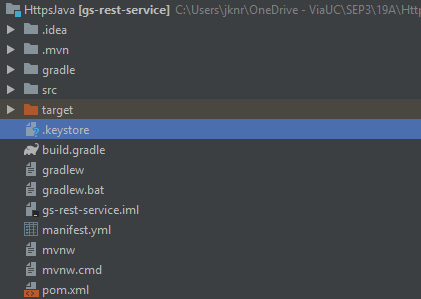 HttpsJava [gs-rest-service] C:\Users\jknr\OneDrive - ViaUC\SEP3\19A\Http
.idea
.mvn
gradle
src
target
.keystore
build.gradle
gradlew
gradlew.bat
gs-rest-service.iml
manifest.yml
mvnw
mvnw.cmd
pom.xml